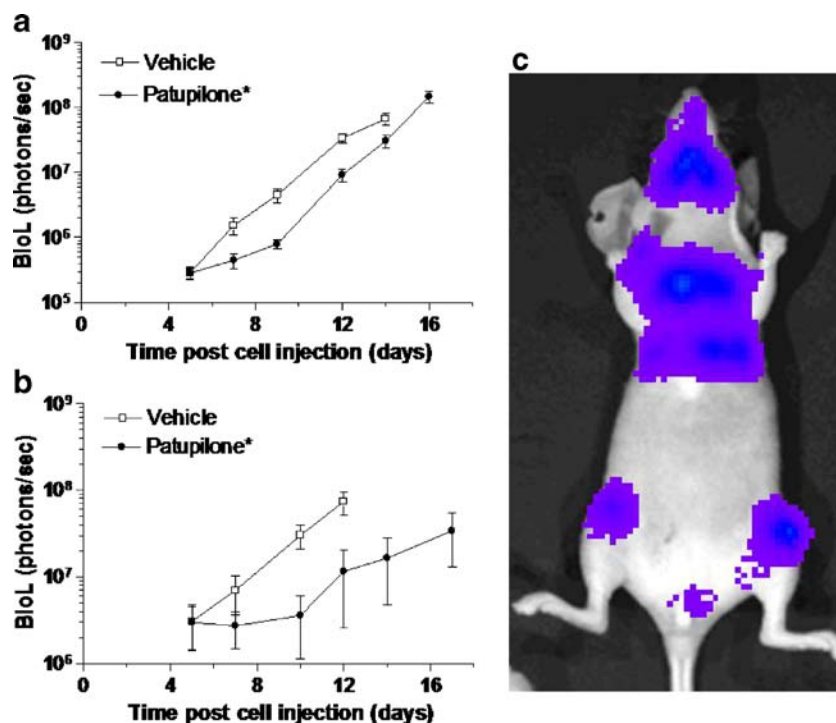 a
10⁹
10⁸
10⁷
10⁶
10⁵
BioL (photons/sec)
Vehicle
Patupilone*
0 4 8 12 16
Time post cell injection (days)
b
10⁹
10⁸
10⁷
10⁶
BioL (photons/sec)
Vehicle
Patupilone*
0 4 8 12 16
Time post cell injection (days)
c